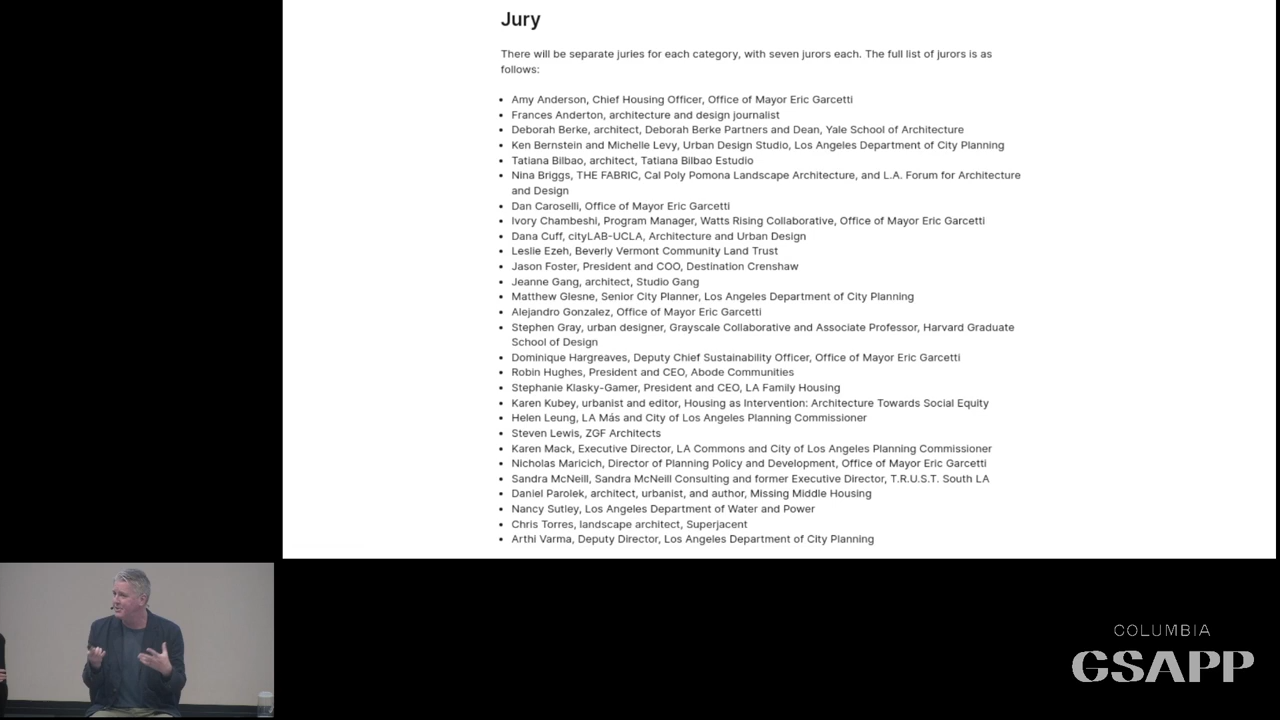 Jury
There will be separate juries for each category, with seven jurors each. The full list of jurors is as
follows:
• Amy Anderson, Chief Housing Officer, Office of Mayor Eric Garcetti
• Frances Anderton, architecture and design journalist
• Deborah Berke, architect, Deborah Berke Partners and Dean, Yale School of Architecture
• Ken Bernstein and Michelle Levy, Urban Design Studio, Los Angeles Department of City Planning
• Tatiana Bilbao, architect, Tatiana Bilbao Estudio
• Nina Briggs, THE FABRIC, Cal Poly Pomona Landscape Architecture, and L.A. Forum for Architecture
and Design
• Dan Caroselli, Office of Mayor Eric Garcetti
• Ivory Chambeshi, Program Manager, Watts Rising Collaborative, Office of Mayor Eric Garcetti
• Dana Cuff, cityLAB-UCLA, Architecture and Urban Design
• Leslie Ezeh, Beverly Vermont Community Land Trust
• Jason Foster, President and COO, Destination Crenshaw
• Jeanne Gang, architect, Studio Gang
• Matthew Glesne, Senior City Planner, Los Angeles Department of City Planning
• Alejandro Gonzalez, Office of Mayor Eric Garcetti
• Stephen Gray, urban designer, Grayscale Collaborative and Associate Professor, Harvard Graduate
School of Design
• Dominique Hargreaves, Deputy Chief Sustainability Officer, Office of Mayor Eric Garcetti
• Robin Hughes, President and CEO, Abode Communities
• Stephanie Klasky-Gamer, President and CEO, LA Family Housing
• Karen Kubey, urbanist and editor, Housing as Intervention: Architecture Towards Social Equity
• Helen Leung, LA Más and City of Los Angeles Planning Commissioner
• Steven Lewis, ZGF Architects
• Karen Mack, Executive Director, LA Commons and City of Los Angeles Planning Commissioner
• Nicholas Maricich, Director of Planning Policy and Development, Office of Mayor Eric Garcetti
• Sandra McNeill, Sandra McNeill Consulting and former Executive Director, T.R.U.S.T. South LA
• Daniel Parolek, architect, urbanist, and author, Missing Middle Housing
• Nancy Sutley, Los Angeles Department of Water and Power
• Chris Torres, landscape architect, Superjacent
• Arthi Varma, Deputy Director, Los Angeles Department of City Planning
COLUMBIA
GSAPP